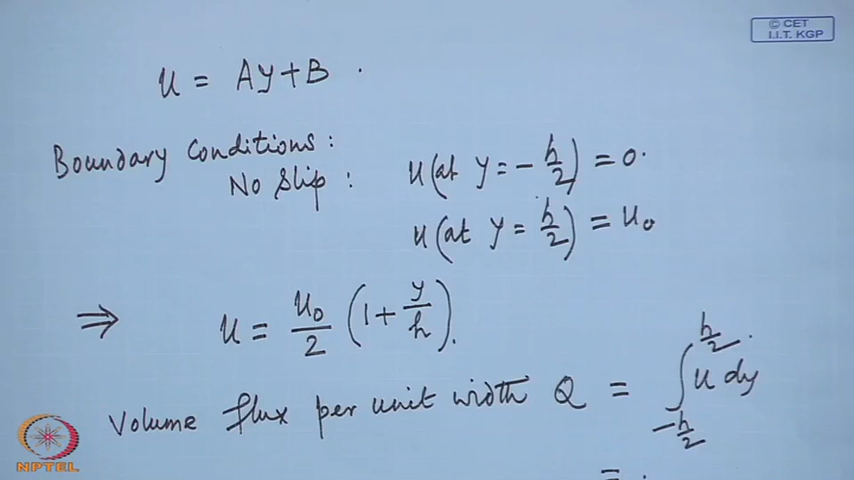 © CET
I.I.T. KGP
u = Ay + B .
Boundary Conditions :
No Slip : u (at y = - h/2) = 0.
u (at y = h/2) = u₀
⇒ u = u₀/2 (1 + y/h).
Volume flux per unit width Q = ∫_{-h/2}^{h/2} u dy
= .
NPTEL